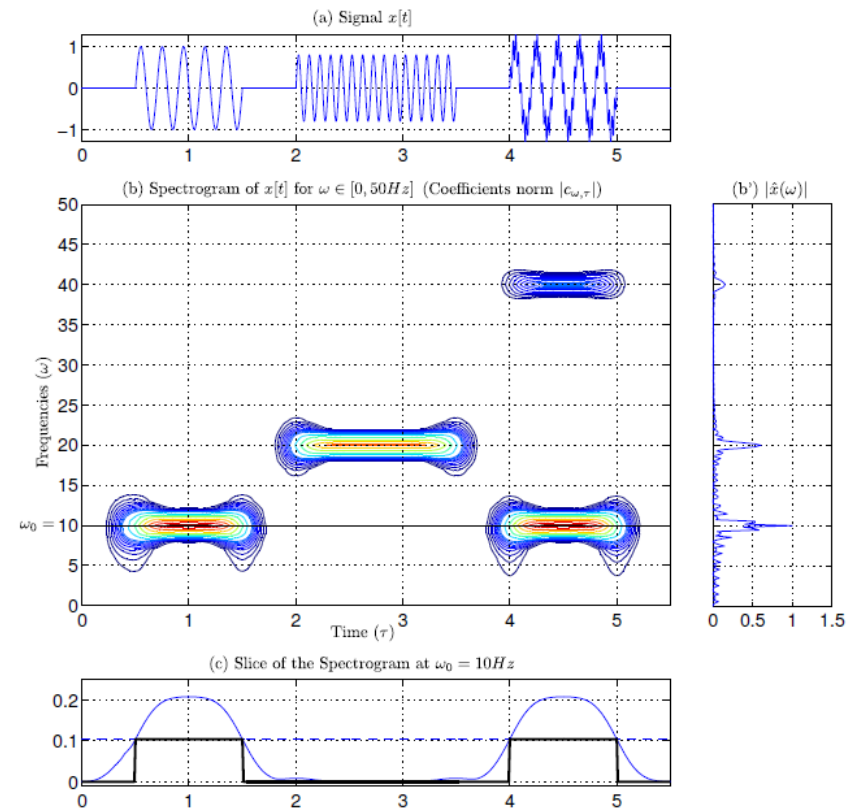 (a) Signal x[t]
1
0
−1
0 1 2 3 4 5
(b) Spectrogram of x[t] for ω ∈ [0, 50Hz] (Coefficients norm |c_{ω,τ}|)
(b') |x̂(ω)|
50
45
40
35
30
25
20
15
ω₀ = 10
5
0
Frequencies (ω)
0 1 2 3 4 5
Time (τ)
0 0.5 1 1.5
(c) Slice of the Spectrogram at ω₀ = 10Hz
0.2
0.1
0
0 1 2 3 4 5